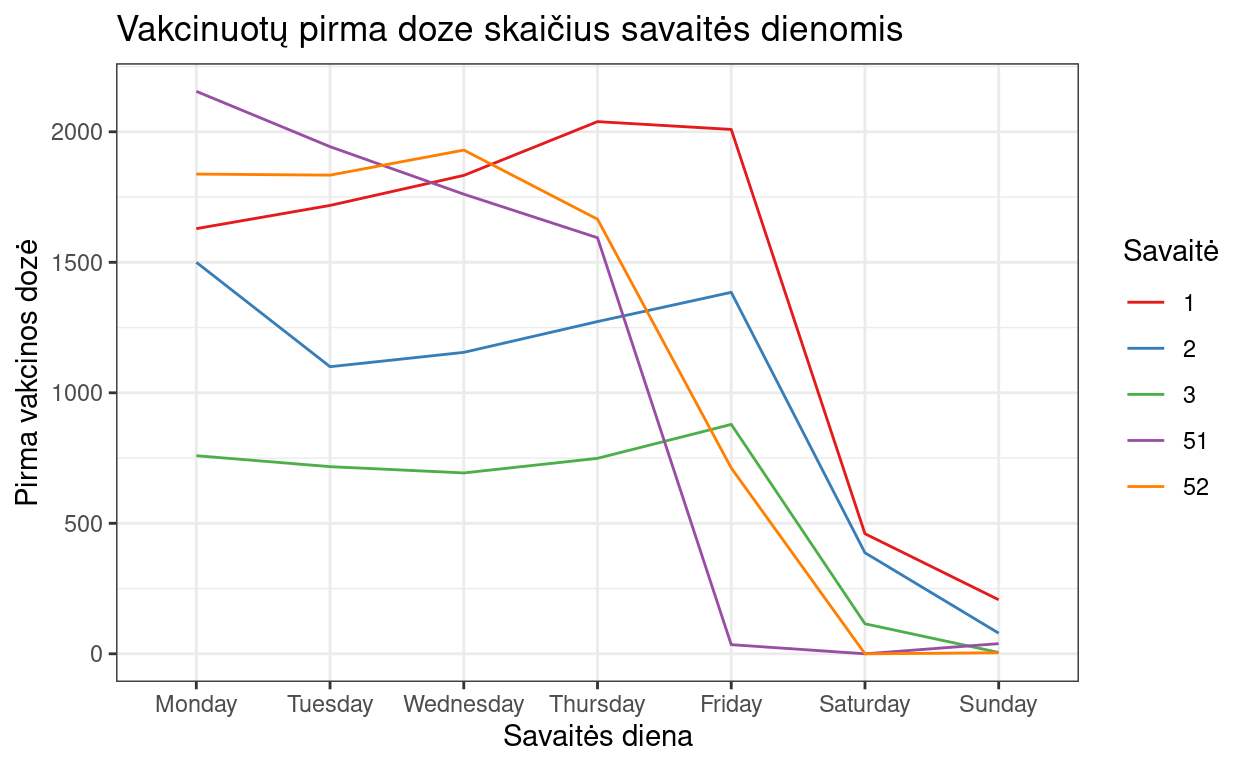 Vakcinuotų pirma doze skaičius savaitės dienomis
Pirma vakcinos dozė
2000
1500
1000
500
0
Monday Tuesday Wednesday Thursday Friday Saturday Sunday
Savaitės diena
Savaitė
1
2
3
51
52